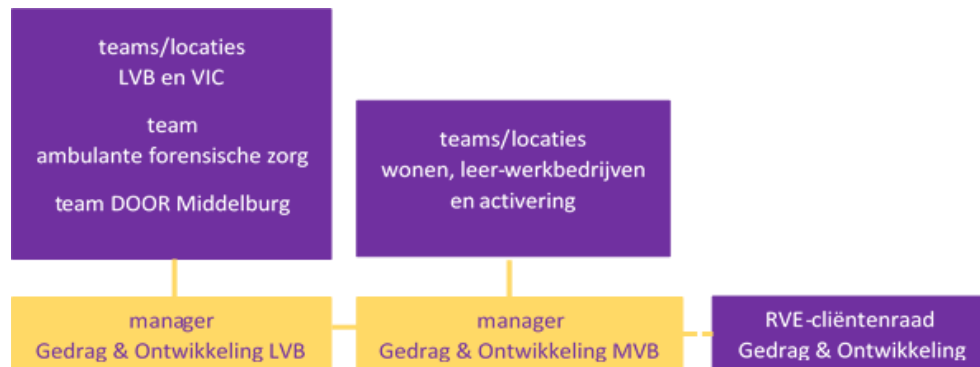 teams/locaties
LVB en VIC
team
ambulante forensische zorg
team DOOR Middelburg
teams/locaties
wonen, leer-werkbedrijven
en activering
manager
Gedrag & Ontwikkeling LVB
manager
Gedrag & Ontwikkeling MVB
RVE-cliëntenraad
Gedrag & Ontwikkeling